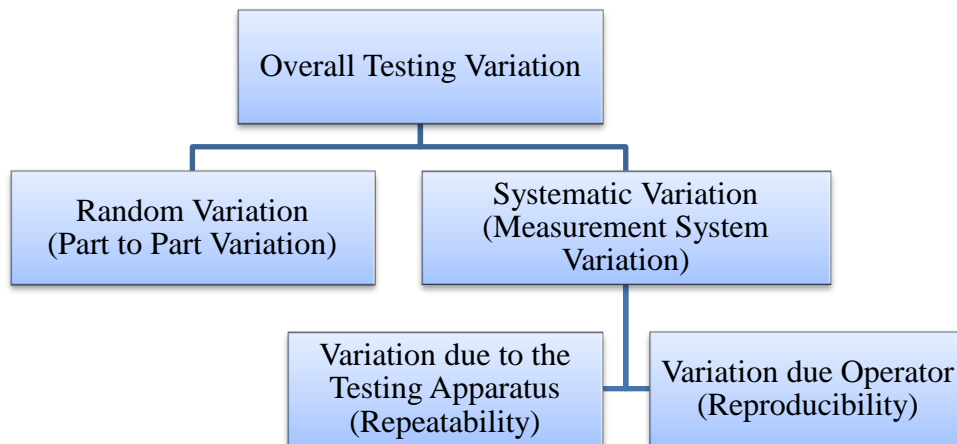 Overall Testing Variation
Random Variation
(Part to Part Variation)
Systematic Variation
(Measurement System
Variation)
Variation due to the
Testing Apparatus
(Repeatability)
Variation due Operator
(Reproducibility)